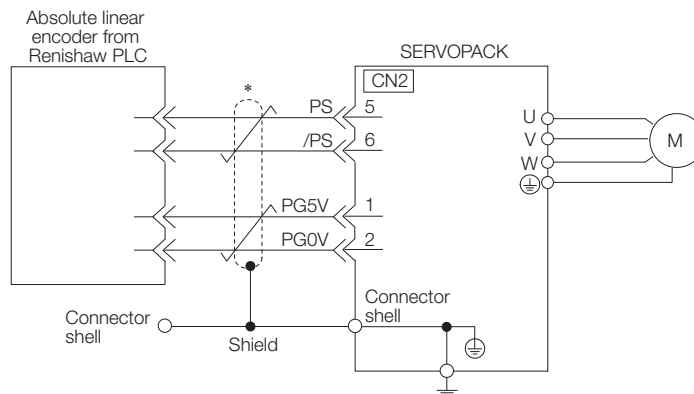 Absolute linear
encoder from
Renishaw PLC
SERVOPACK
*
CN2
PS
5
/PS
6
PG5V
1
PG0V
2
U
V
W
M
Connector
shell
Shield
Connector
shell